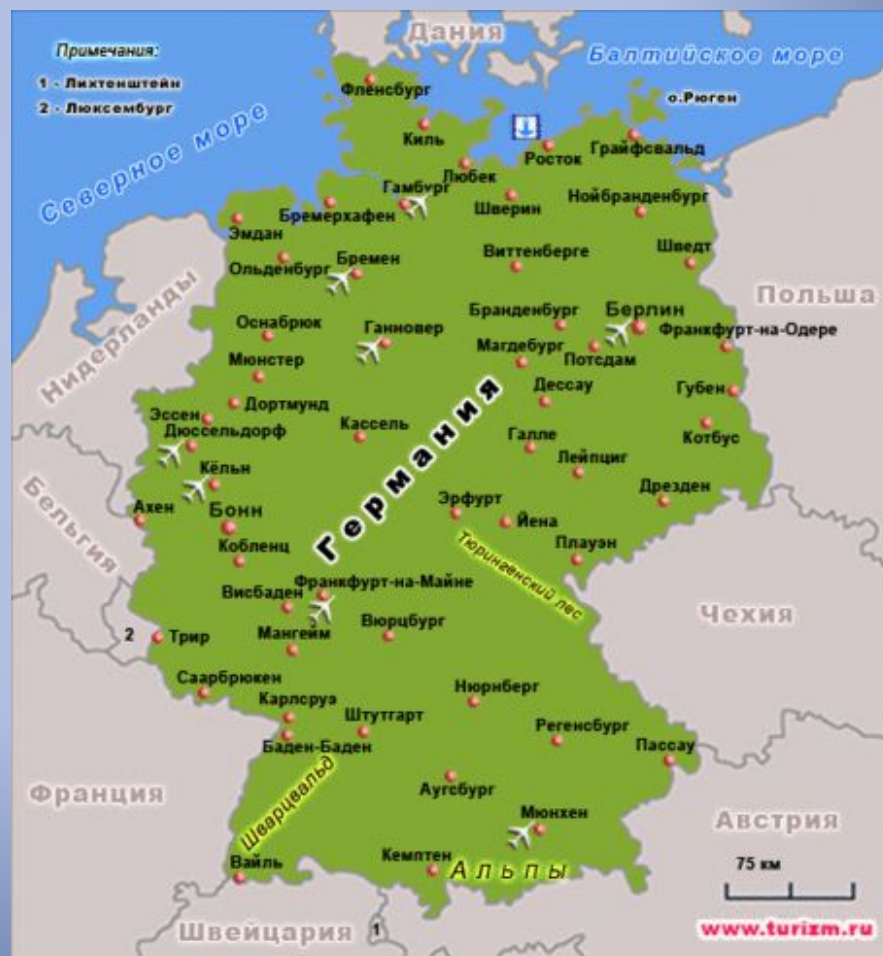 Примечания:
1 - Лихтенштейн
2 - Люксембург
Дания
Балтийское море
Северное море
о.Рюген
Фленсбург
Киль
Росток
Грайфсвальд
Любек
Гамбург
Шверин
Нойбранденбург
Бремерхафен
Эмдан
Ольденбург
Бремен
Виттенберге
Шведт
Польша
Нидерланды
Оснабрюк
Ганновер
Бранденбург
Берлин
Франкфурт-на-Одере
Магдебург
Потсдам
Мюнстер
Дессау
Губен
Эссен
Дортмунд
Дюссельдорф
Кассель
Германия
Галле
Котбус
Лейпциг
Кёльн
Бельгия
Ахен
Бонн
Эрфурт
Йена
Дрезден
Кобленц
Тюрингенский лес
Плауэн
Висбаден
Франкфурт-на-Майне
Чехия
2
Трир
Мангейм
Вюрцбург
Саарбрюкен
Карлсруэ
Нюрнберг
Штутгарт
Баден-Баден
Регенсбург
Пассау
Франция
Шварцвальд
Аугсбург
Мюнхен
Австрия
Вайль
Кемптен
Альпы
75 км
Швейцария
1
www.turizm.ru